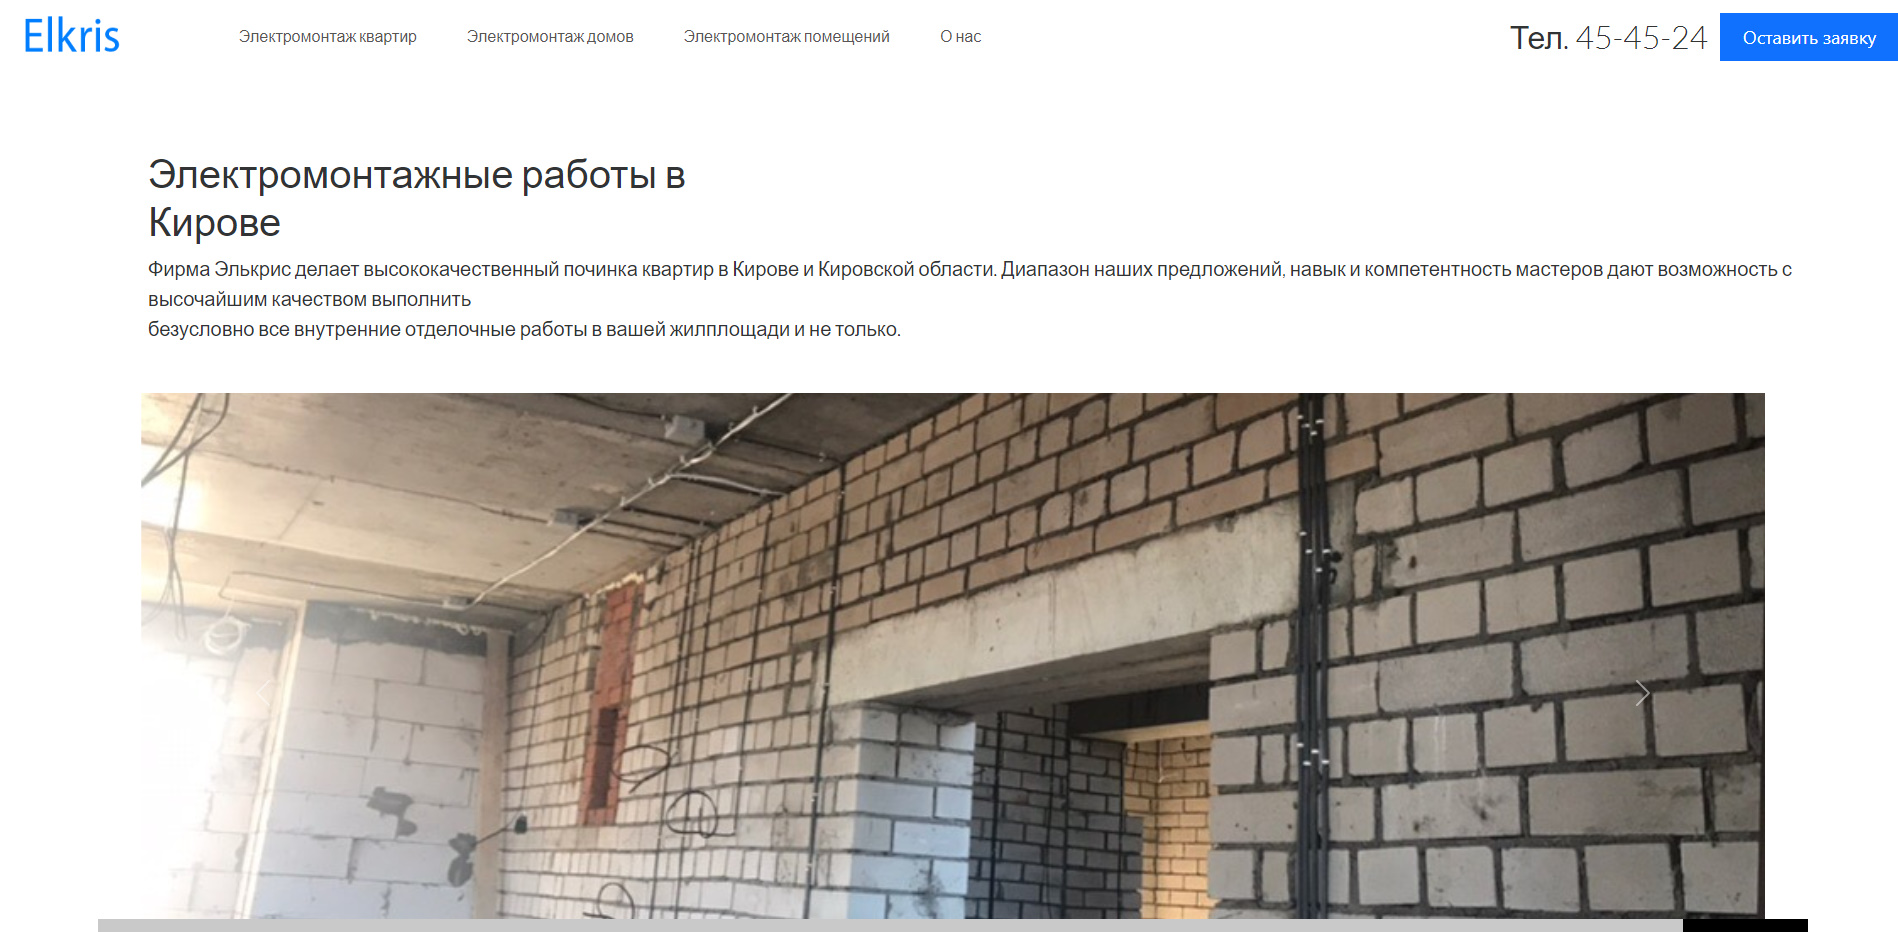 Elkris
Электромонтаж квартир
Электромонтаж домов
Электромонтаж помещений
О нас
Тел. 45-45-24
Оставить заявку
Электромонтажные работы в
Кирове
Фирма Элькрис делает высококачественный починка квартир в Кирове и Кировской области. Диапазон наших предложений, навык и компетентность мастеров дают возможность с
высочайшим качеством выполнить
безусловно все внутренние отделочные работы в вашей жилплощади и не только.